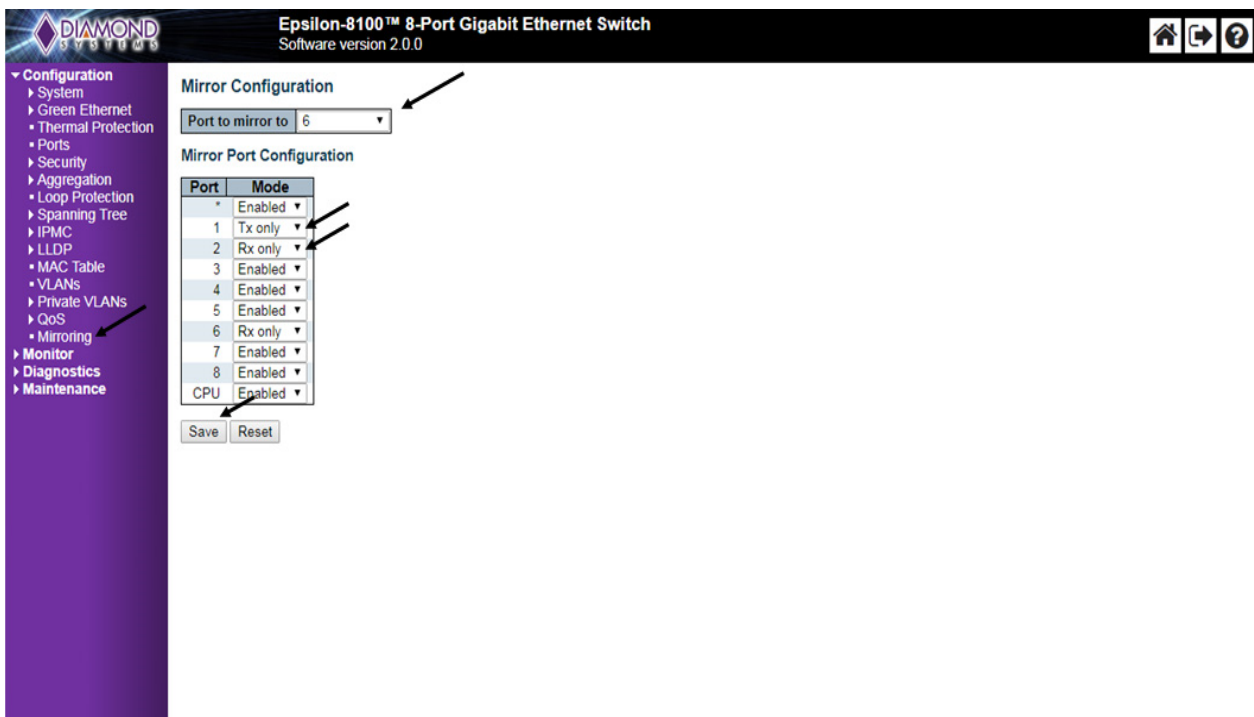 DIAMOND
SYSTEMS
Epsilon-8100™ 8-Port Gigabit Ethernet Switch
Software version 2.0.0
Configuration
System
Green Ethernet
Thermal Protection
Ports
Security
Aggregation
Loop Protection
Spanning Tree
IPMC
LLDP
MAC Table
VLANs
Private VLANs
QoS
Mirroring
Monitor
Diagnostics
Maintenance
Mirror Configuration
Port to mirror to 6
Mirror Port Configuration
Port Mode
* Enabled
1 Tx only
2 Rx only
3 Enabled
4 Enabled
5 Enabled
6 Rx only
7 Enabled
8 Enabled
CPU Enabled
Save Reset